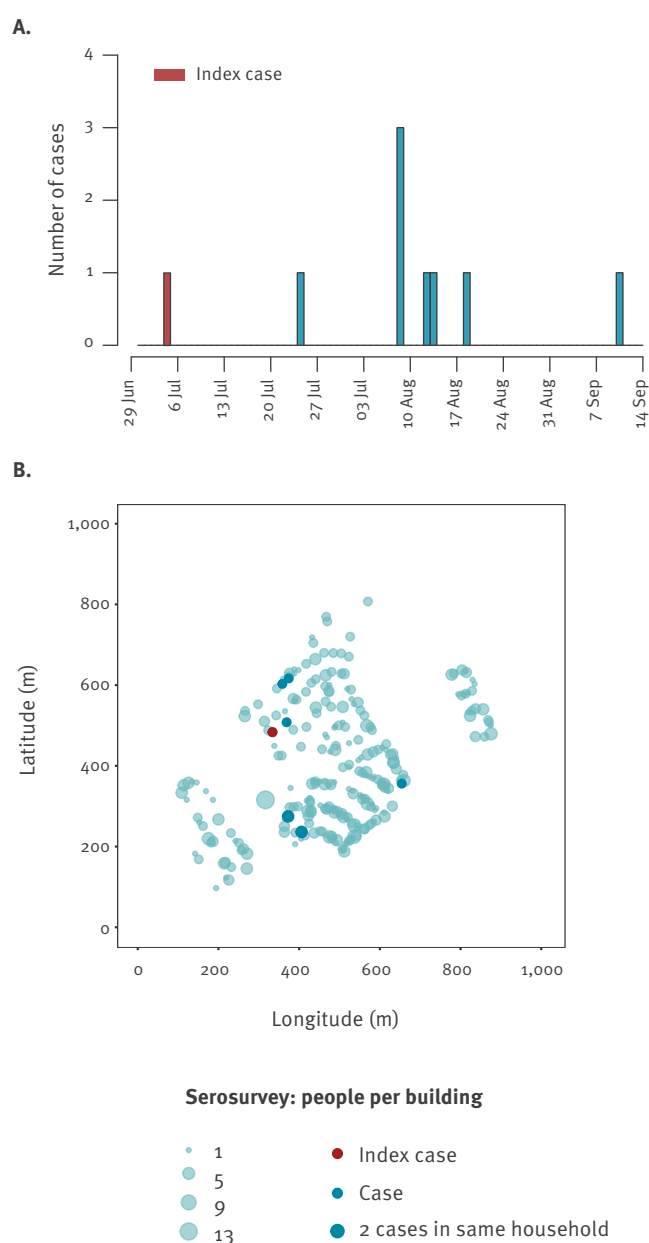 A.
4
3
2
1
0
Number of cases
Index case
29 Jun
6 Jul
13 Jul
20 Jul
27 Jul
03 Jul
10 Aug
17 Aug
24 Aug
31 Aug
7 Sep
14 Sep
B.
1,000
800
600
400
200
0
Latitude (m)
0 200 400 600 800 1,000
Longitude (m)
Serosurvey: people per building
1
5
9
13
Index case
Case
2 cases in same household